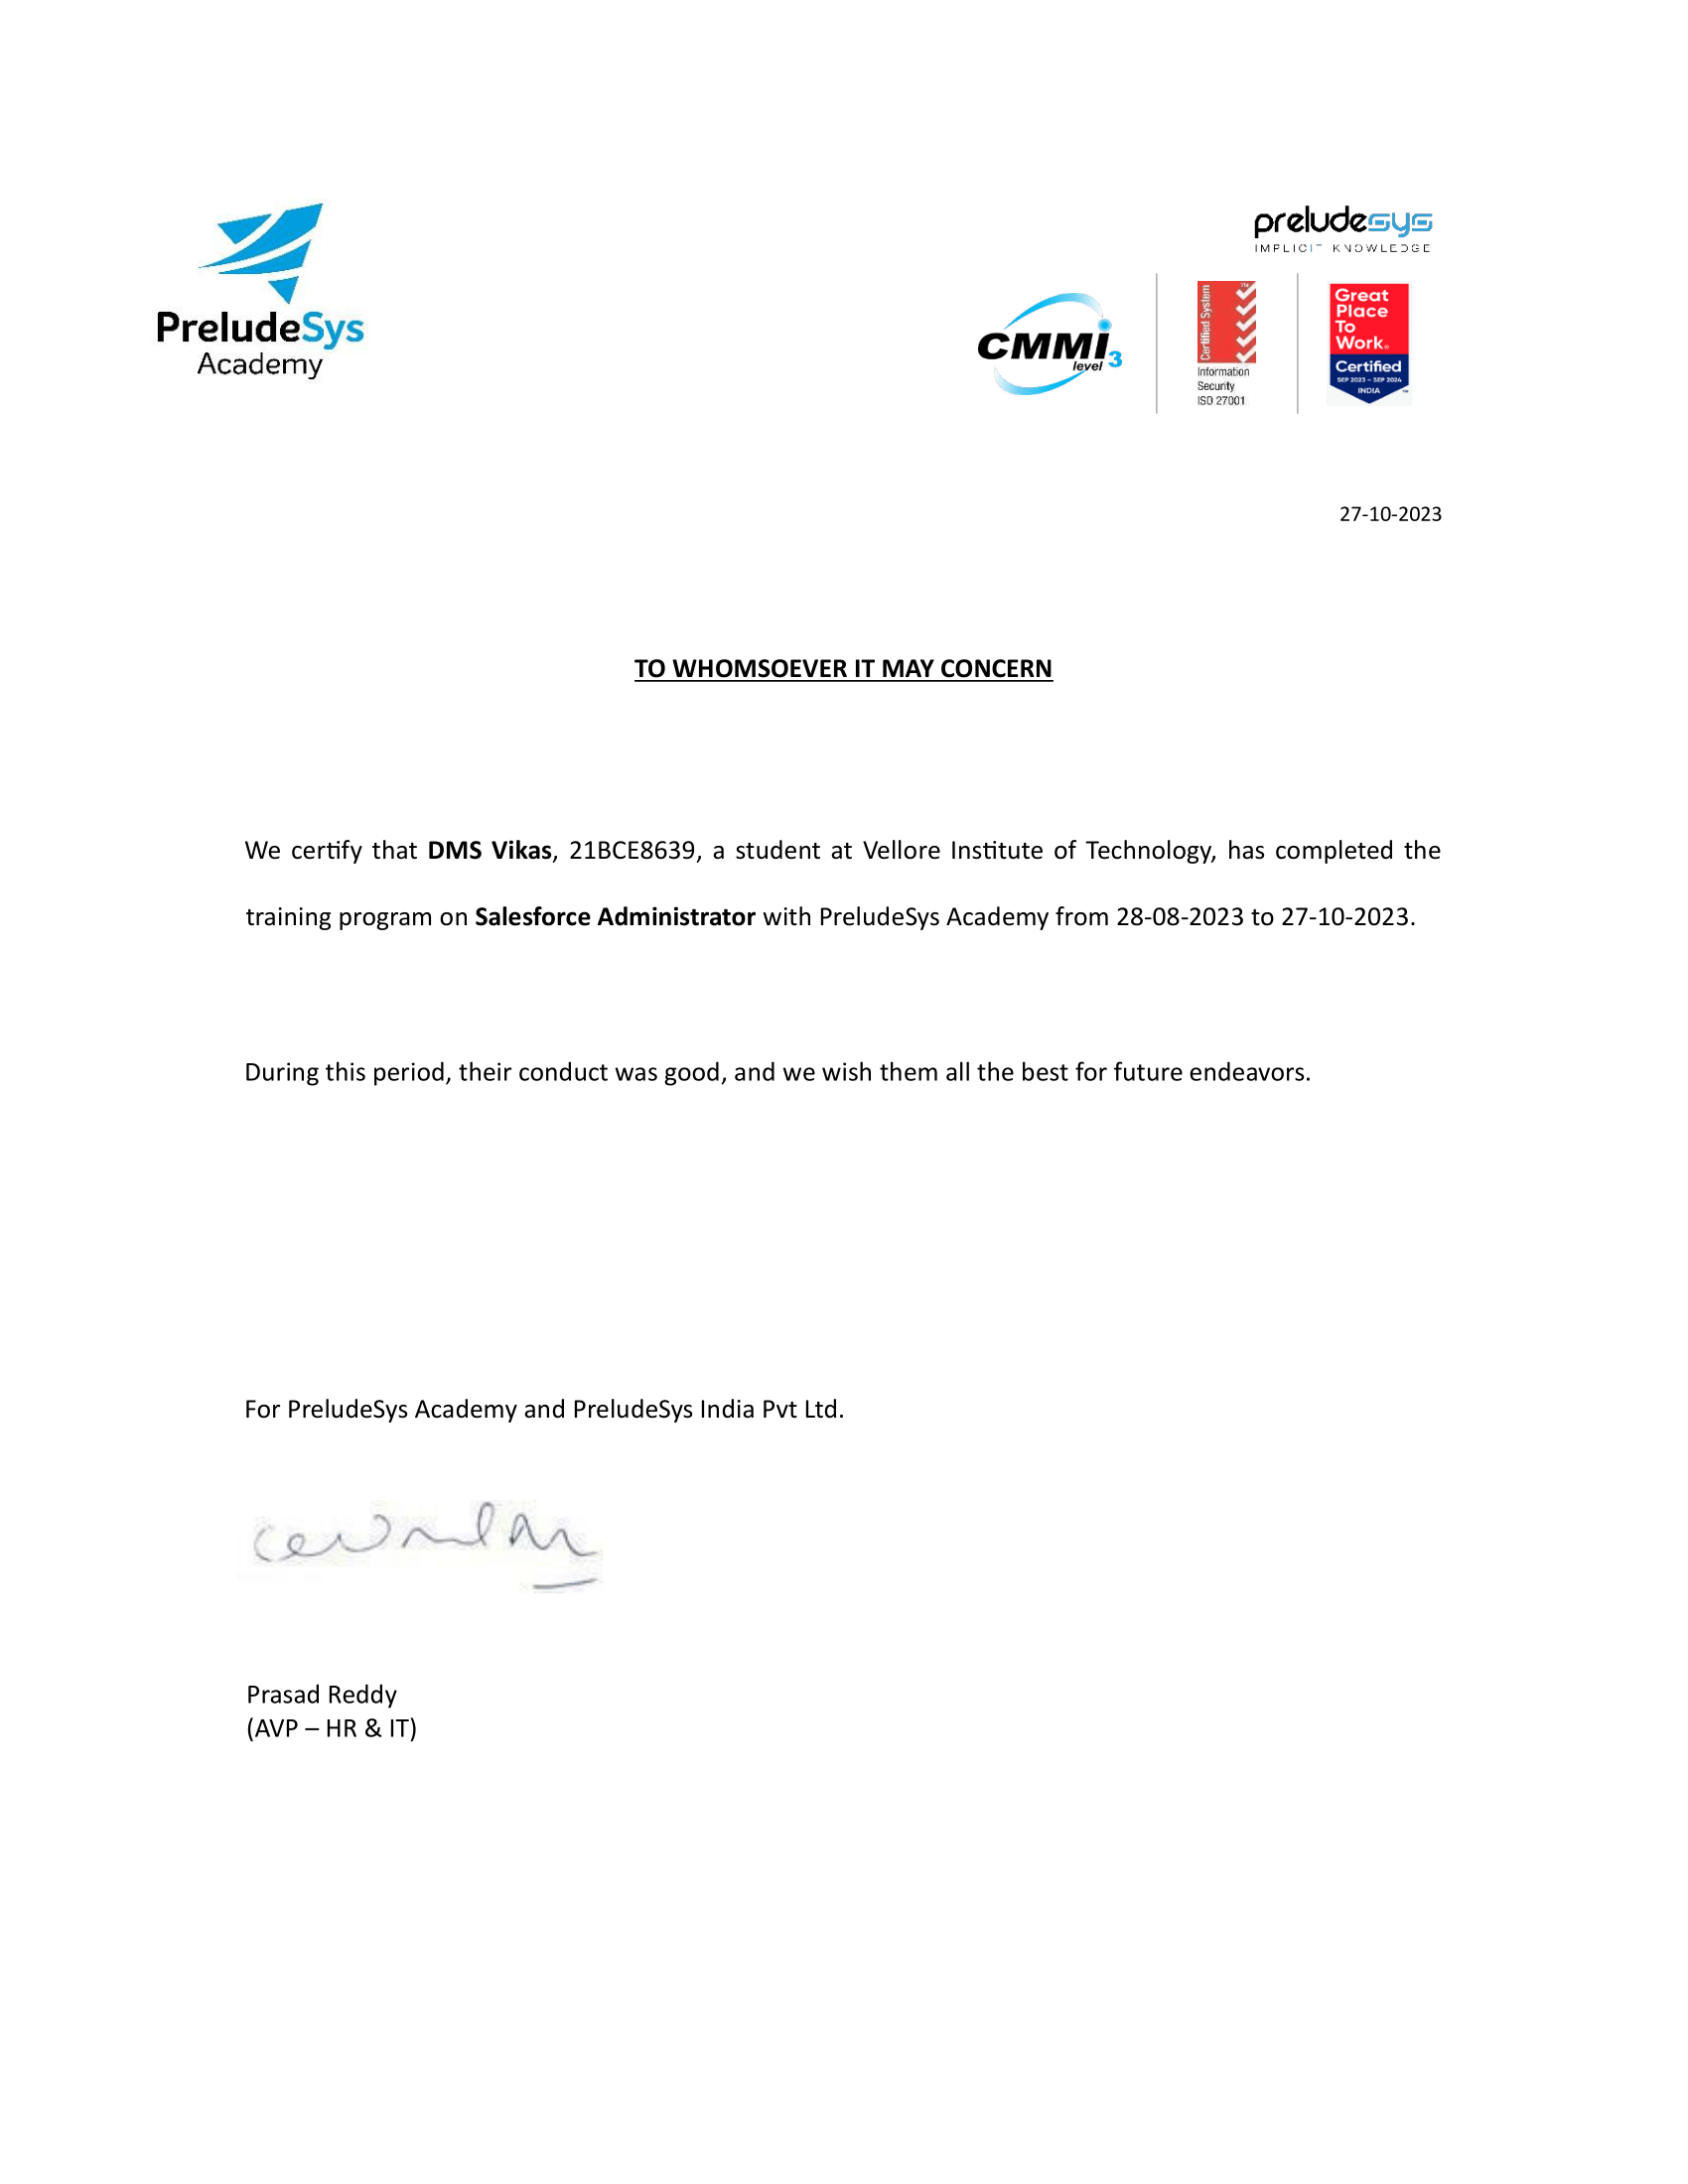 PreludeSys
Academy
preludesys
IMPLICIT KNOWLEDGE
CMMI level 3
Certified System
Information
Security
ISO 27001
Great
Place
To
Work.
Certified
SEP 2023 – SEP 2024
INDIA
27-10-2023
TO WHOMSOEVER IT MAY CONCERN
We certify that DMS Vikas, 21BCE8639, a student at Vellore Institute of Technology, has completed the
training program on Salesforce Administrator with PreludeSys Academy from 28-08-2023 to 27-10-2023.
During this period, their conduct was good, and we wish them all the best for future endeavors.
For PreludeSys Academy and PreludeSys India Pvt Ltd.
Prasad Reddy
(AVP – HR & IT)